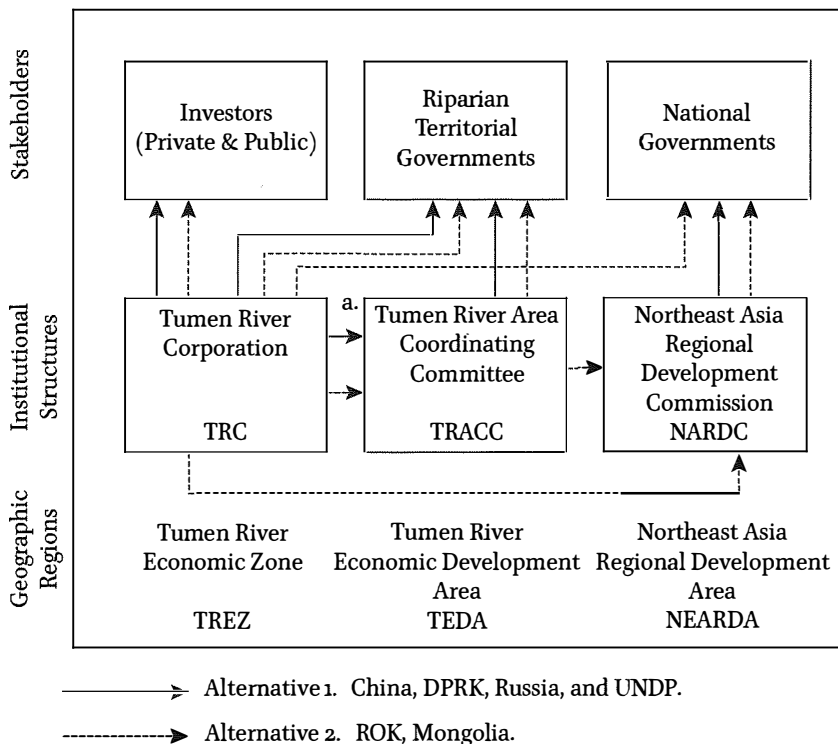 Stakeholders
Investors
(Private & Public)
Riparian
Territorial
Governments
National
Governments
Institutional
Structures
a.
Tumen River
Corporation
TRC
Tumen River Area
Coordinating
Committee
TRACC
Northeast Asia
Regional
Development
Commission
NARDC
Geographic
Regions
Tumen River
Economic Zone
TREZ
Tumen River
Economic Development
Area
TEDA
Northeast Asia
Regional Development
Area
NEARDA
Alternative 1. China, DPRK, Russia, and UNDP.
Alternative 2. ROK, Mongolia.